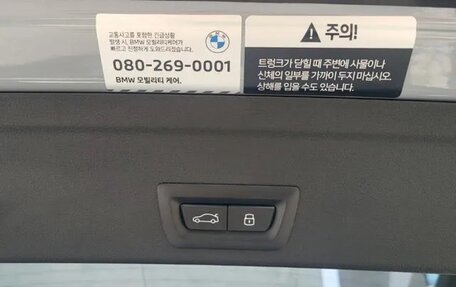 교통사고를 포함한 긴급상황
발생 시, BMW 모빌리티케어가
빠르고 친절하게 도와드리겠습니다.
080-269-0001
BMW 모빌리티 케어.
BMW
주의!
트렁크가 닫힐 때 주변에 사물이나
신체의 일부를 가까이 두지 마십시오.
상해를 입을 수도 있습니다!